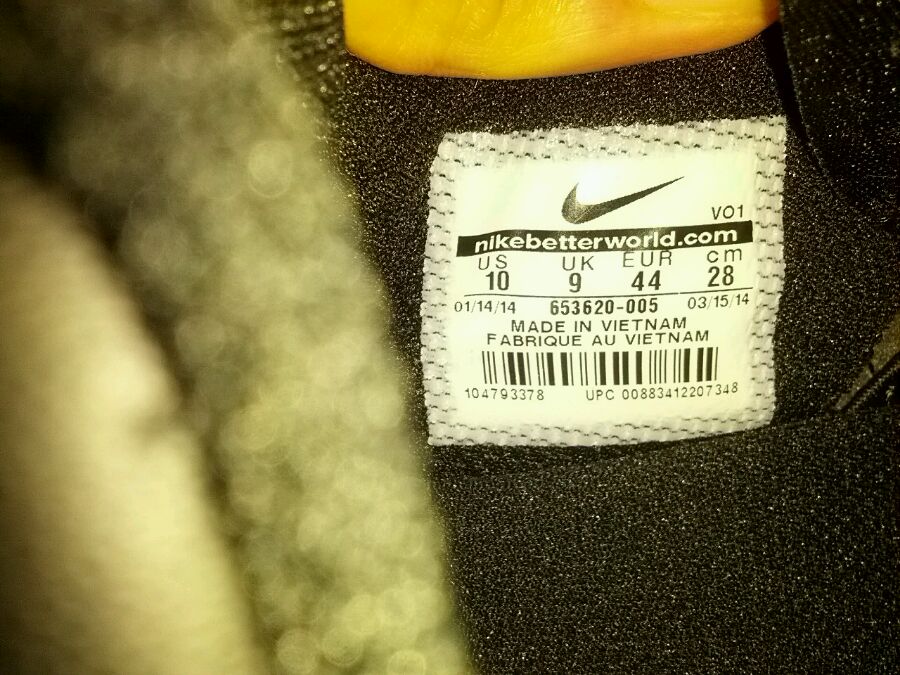 VO1
nikebetterworld.com
US UK EUR cm
10 9 44 28
01/14/14 653620-005 03/15/14
MADE IN VIETNAM
FABRIQUE AU VIETNAM
104793378 UPC 00883412207348